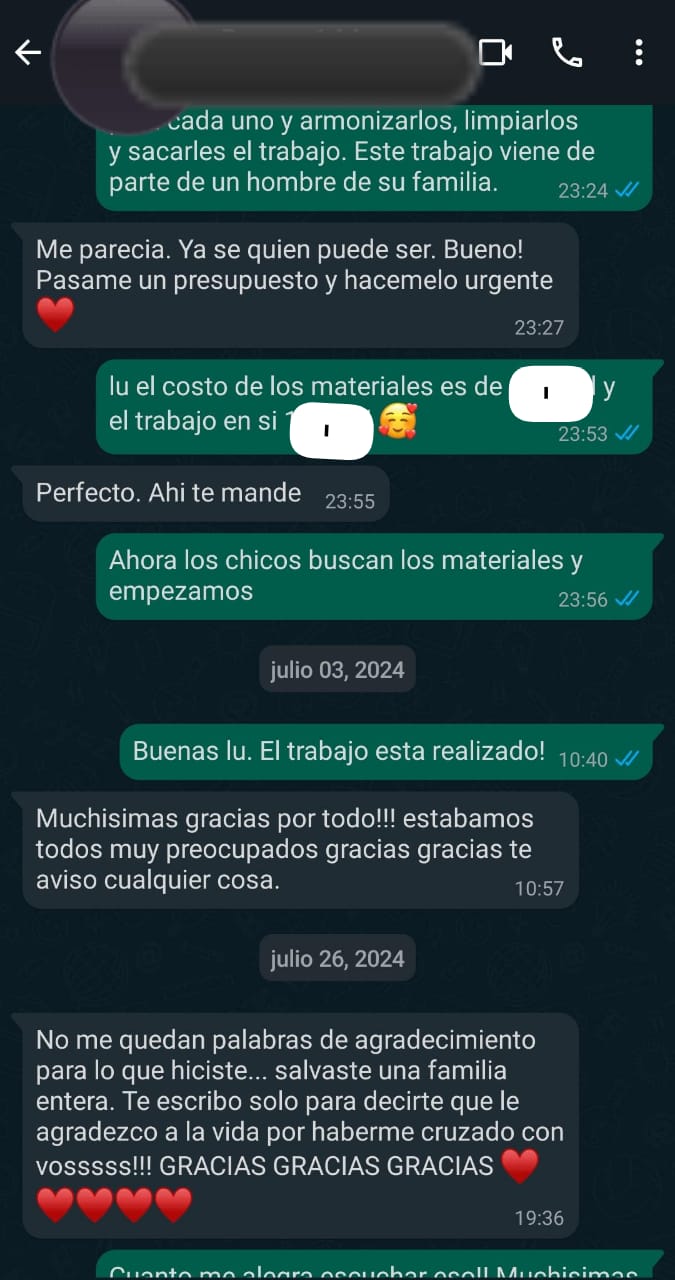 cada uno y armonizarlos, limpiarlos
y sacarles el trabajo. Este trabajo viene de
parte de un hombre de su familia.
23:24
Me parecia. Ya se quien puede ser. Bueno!
Pasame un presupuesto y hacemelo urgente
❤️
23:27
lu el costo de los materiales es de y
el trabajo en si 🥰
23:53
Perfecto. Ahi te mande
23:55
Ahora los chicos buscan los materiales y
empezamos
23:56
julio 03, 2024
Buenas lu. El trabajo esta realizado!
10:40
Muchisimas gracias por todo!!! estabamos
todos muy preocupados gracias gracias te
aviso cualquier cosa.
10:57
julio 26, 2024
No me quedan palabras de agradecimiento
para lo que hiciste... salvaste una familia
entera. Te escribo solo para decirte que le
agradezco a la vida por haberme cruzado con
vosssss!!! GRACIAS GRACIAS GRACIAS ❤️
❤️❤️❤️❤️
19:36
Cuanto me alegra escuchar eso!! Muchisimas